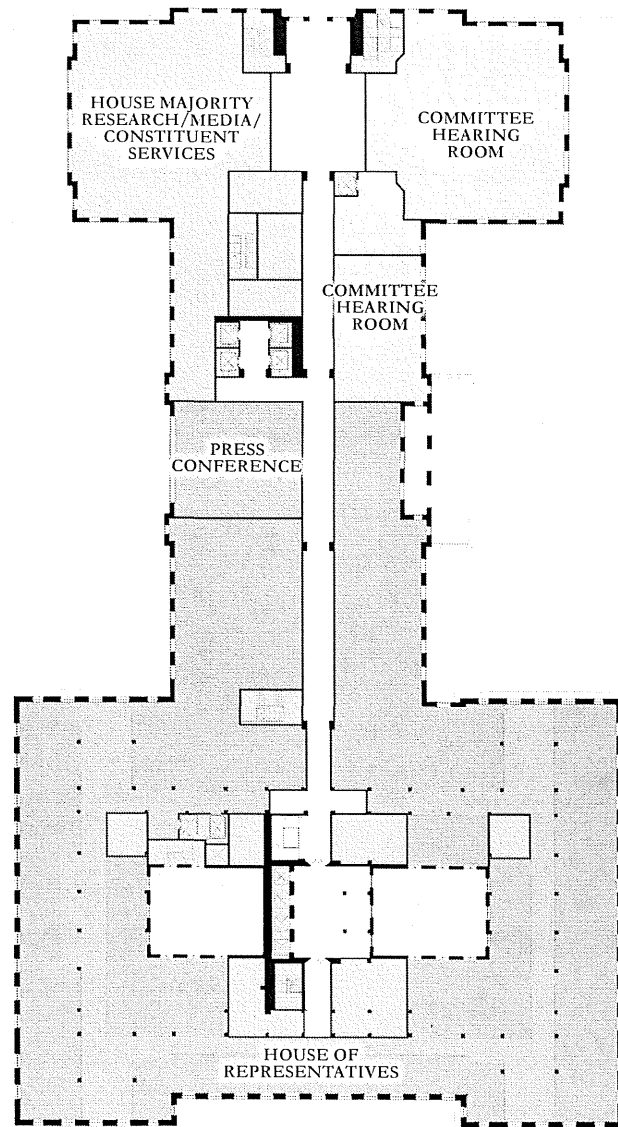 HOUSE MAJORITY
RESEARCH/MEDIA/
CONSTITUENT
SERVICES
COMMITTEE
HEARING
ROOM
COMMITTEE
HEARING
ROOM
PRESS
CONFERENCE
HOUSE OF
REPRESENTATIVES